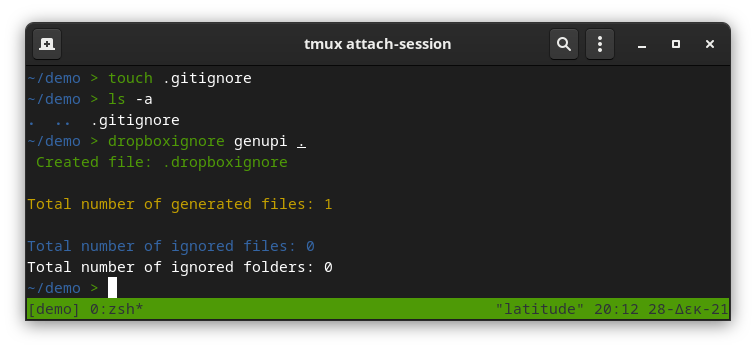 tmux attach-session
~/demo > touch .gitignore
~/demo > ls -a
.  ..  .gitignore
~/demo > dropboxignore genupi .
Created file: .dropboxignore
Total number of generated files: 1
Total number of ignored files: 0
Total number of ignored folders: 0
~/demo >
[demo] 0:zsh* "latitude" 20:12 28-Δεκ-21